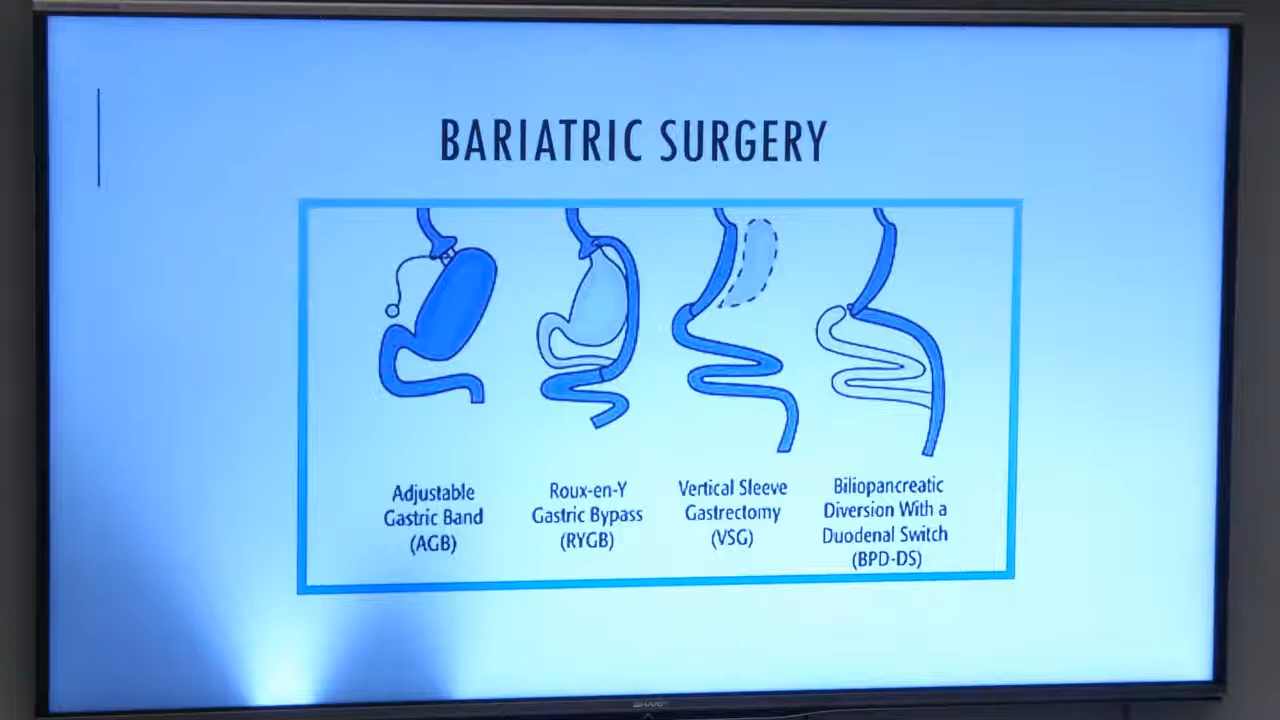 BARIATRIC SURGERY
Adjustable
Gastric Band
(AGB)
Roux-en-Y
Gastric Bypass
(RYGB)
Vertical Sleeve
Gastrectomy
(VSG)
Biliopancreatic
Diversion With a
Duodenal Switch
(BPD-DS)
SHARP